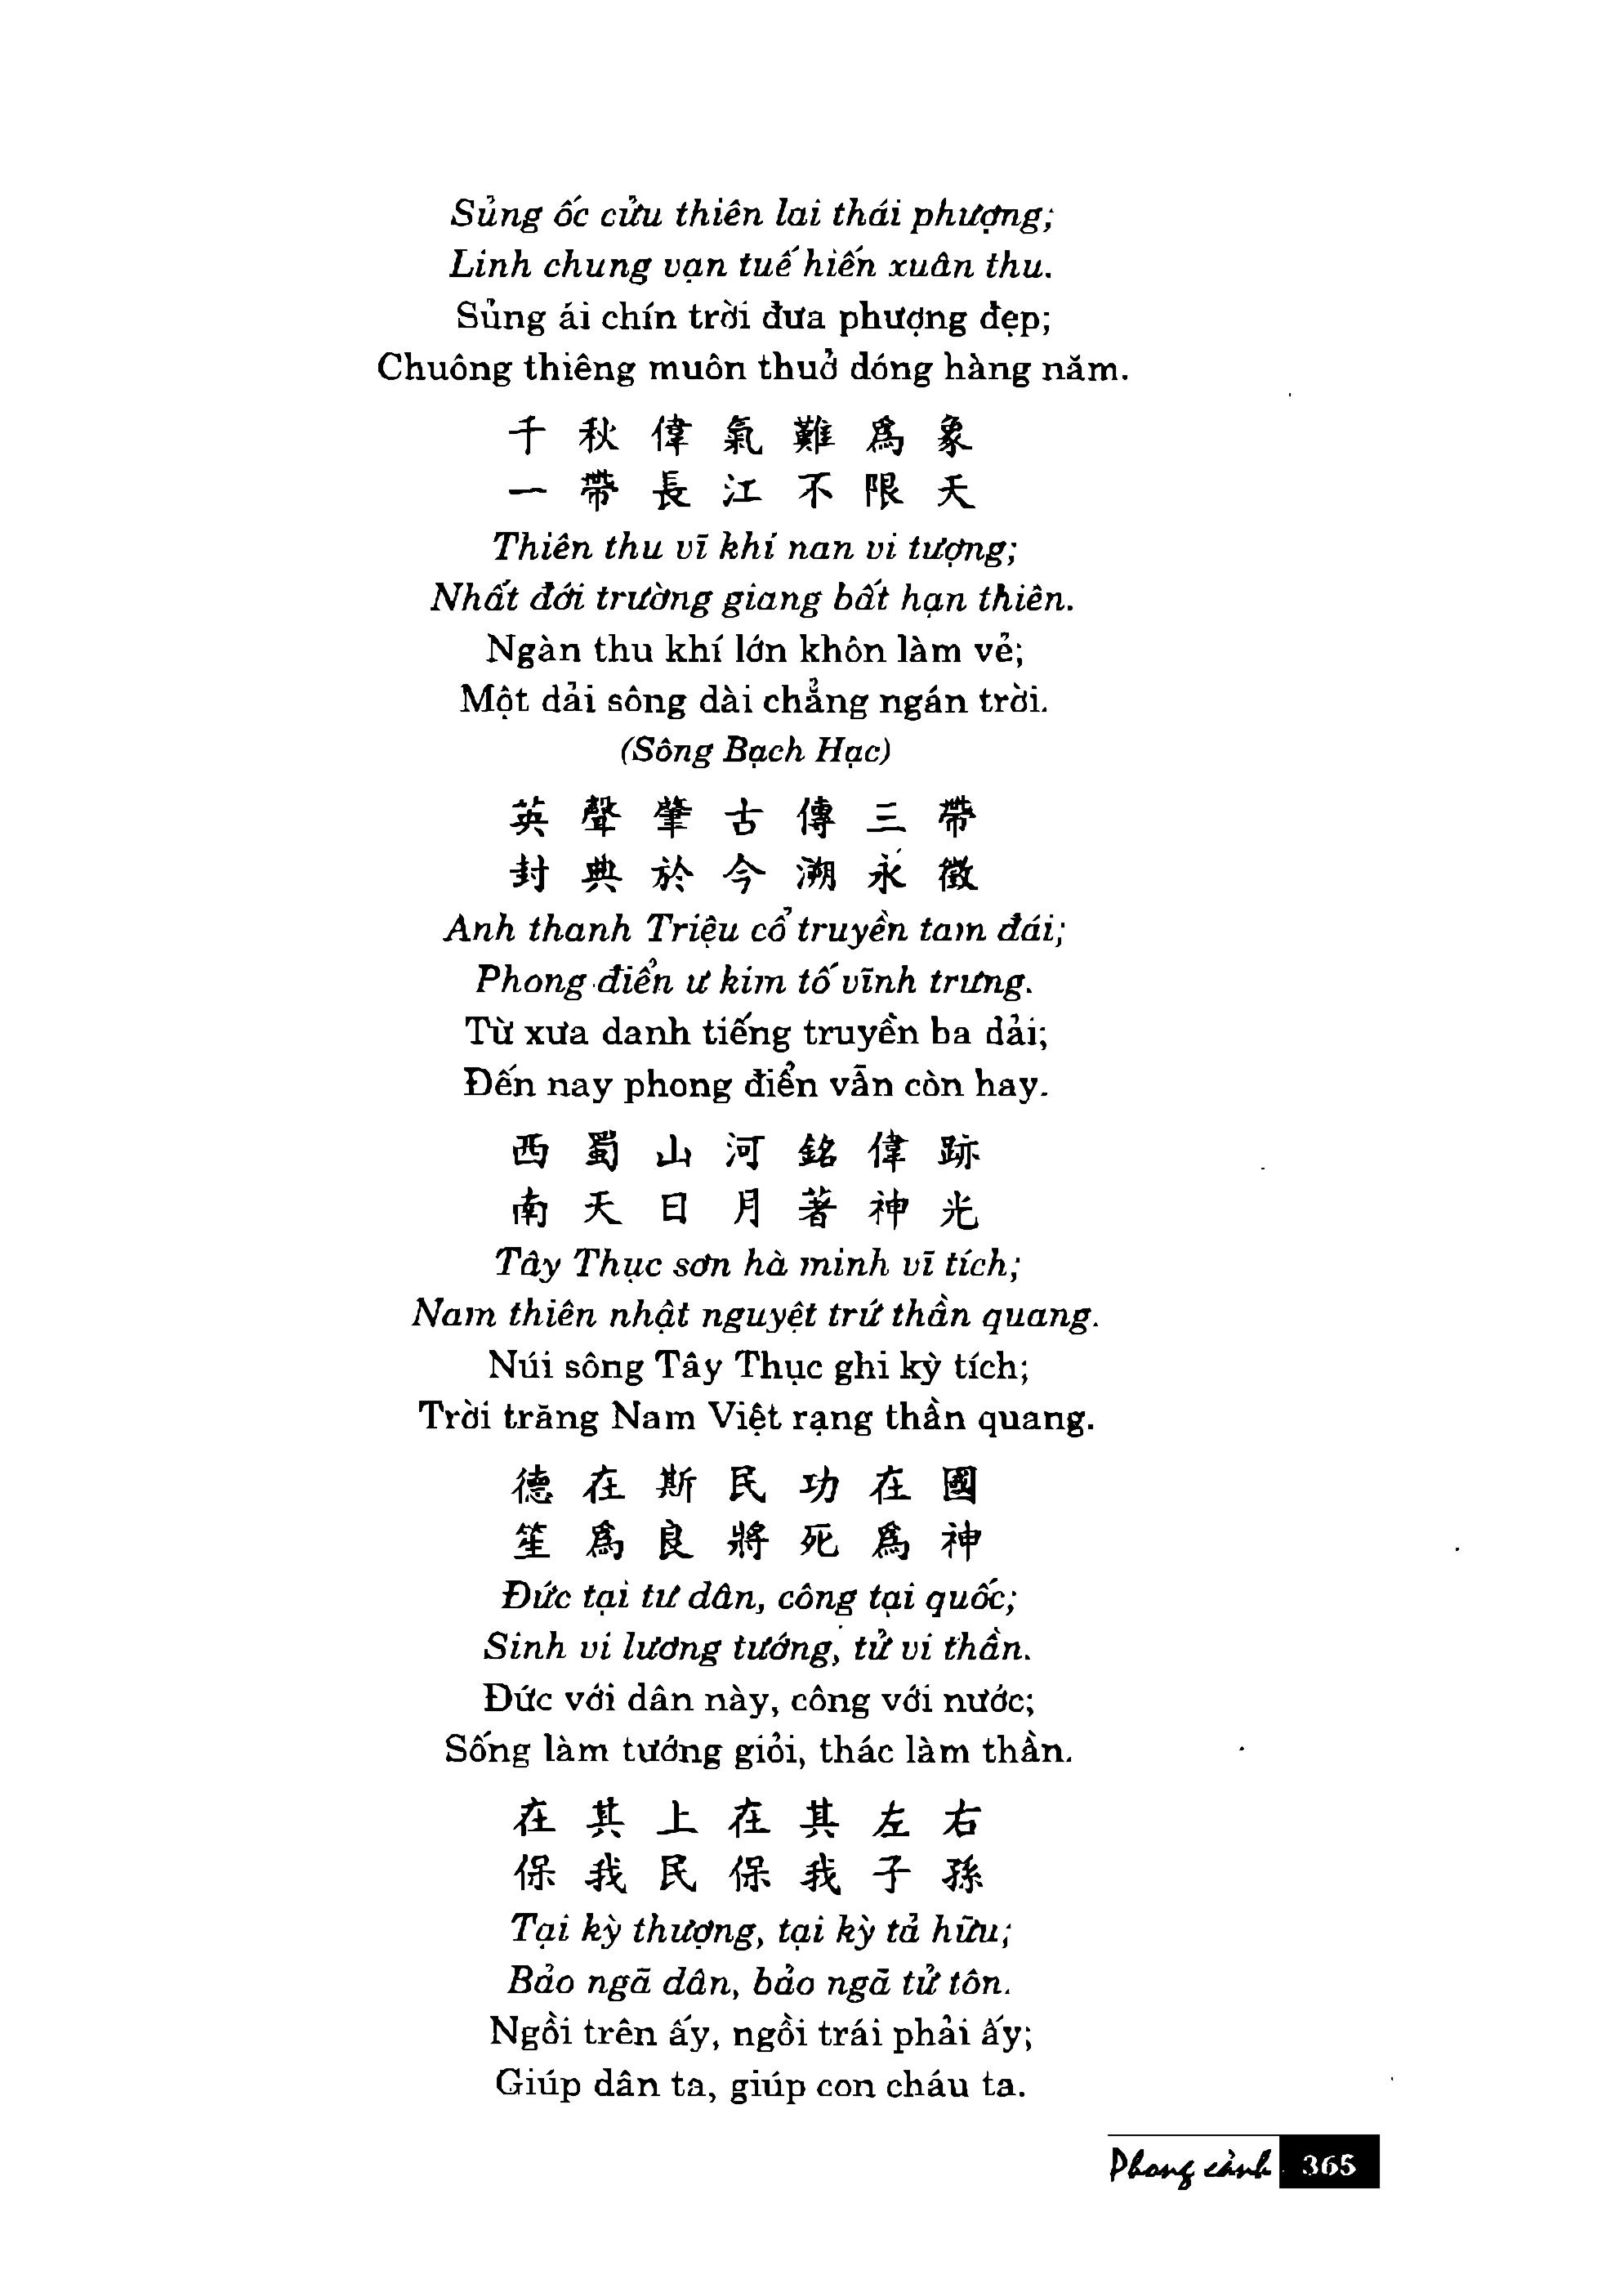 Sủng ốc cửu thiên lai thái phượng;
Linh chung vạn tuế hiến xuân thu.
Sủng ái chín trời đưa phượng đẹp;
Chuông thiêng muôn thuở dóng hàng năm.
千 秋 偉 氣 難 爲 象
一 帶 長 江 不 限 天
Thiên thu vĩ khí nan vi tượng;
Nhất đới trường giang bất hạn thiên.
Ngàn thu khí lớn khôn làm vẻ;
Một dải sông dài chẳng ngán trời.
(Sông Bạch Hạc)
英 聲 肇 古 傳 三 帶
封 典 於 今 溯 永 徵
Anh thanh Triệu cổ truyền tam đái;
Phong điển ư kim tố vĩnh trưng.
Từ xưa danh tiếng truyền ba dải;
Đến nay phong điển vẫn còn hay.
西 蜀 山 河 銘 偉 跡
南 天 日 月 著 神 光
Tây Thục sơn hà minh vĩ tích;
Nam thiên nhật nguyệt trứ thần quang.
Núi sông Tây Thục ghi kỳ tích;
Trời trăng Nam Việt rạng thần quang.
德 在 斯 民 功 在 國
笙 爲 良 將 死 爲 神
Đức tại tư dân, công tại quốc;
Sinh vi lương tướng, tử vi thần.
Đức với dân này, công với nước;
Sống làm tướng giỏi, thác làm thần.
在 其 上 在 其 左 右
保 我 民 保 我 子 孫
Tại kỳ thượng, tại kỳ tả hữu;
Bảo ngã dân, bảo ngã tử tôn.
Ngồi trên ấy, ngồi trái phải ấy;
Giúp dân ta, giúp con cháu ta.
Phong cảnh 365